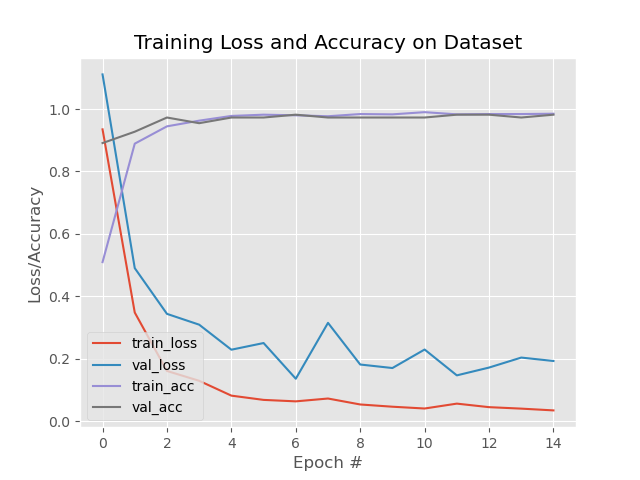 Training Loss and Accuracy on Dataset
Loss/Accuracy
1.0
0.8
0.6
0.4
0.2
0.0
train_loss
val_loss
train_acc
val_acc
0 2 4 6 8 10 12 14
Epoch #